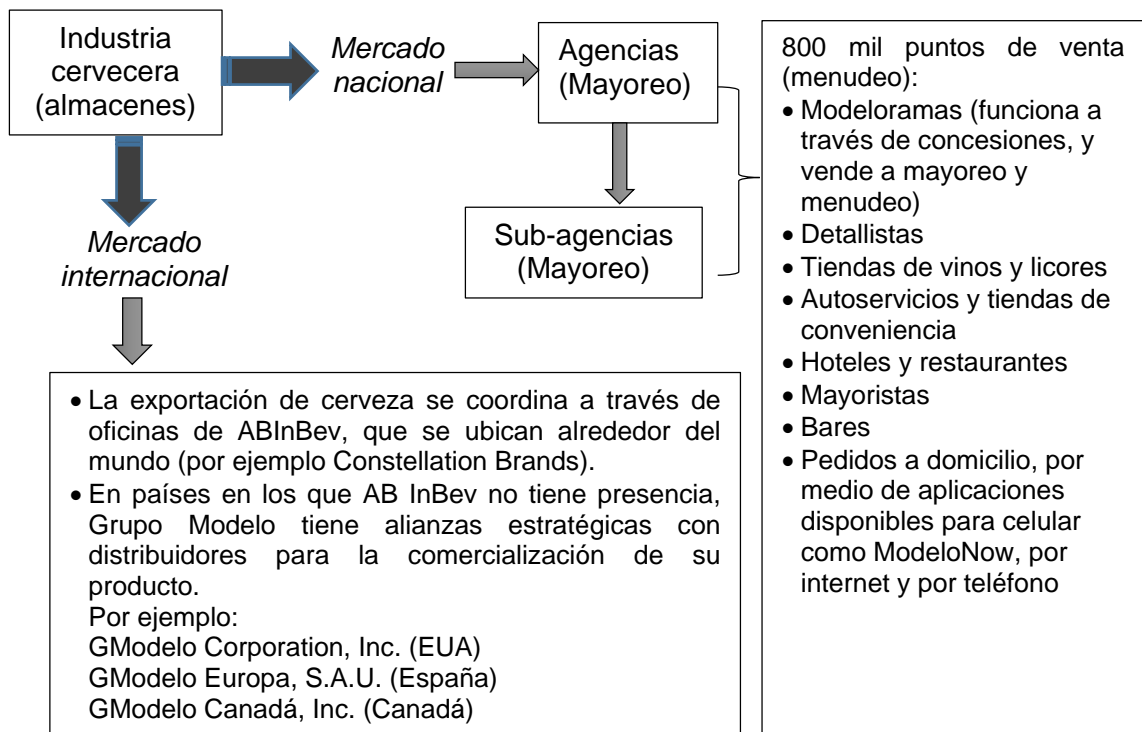 Industria
cervecera
(almacenes)
Mercado
nacional
Agencias
(Mayoreo)
Sub-agencias
(Mayoreo)
800 mil puntos de venta
(menudeo):
• Modeloramas (funciona a
través de concesiones, y
vende a mayoreo y
menudeo)
• Detallistas
• Tiendas de vinos y licores
• Autoservicios y tiendas de
conveniencia
• Hoteles y restaurantes
• Mayoristas
• Bares
• Pedidos a domicilio, por
medio de aplicaciones
disponibles para celular
como ModeloNow, por
internet y por teléfono
Mercado
internacional
• La exportación de cerveza se coordina a través de
oficinas de ABInBev, que se ubican alrededor del
mundo (por ejemplo Constellation Brands).
• En países en los que AB InBev no tiene presencia,
Grupo Modelo tiene alianzas estratégicas con
distribuidores para la comercialización de su
producto.
Por ejemplo:
GModelo Corporation, Inc. (EUA)
GModelo Europa, S.A.U. (España)
GModelo Canadá, Inc. (Canadá)